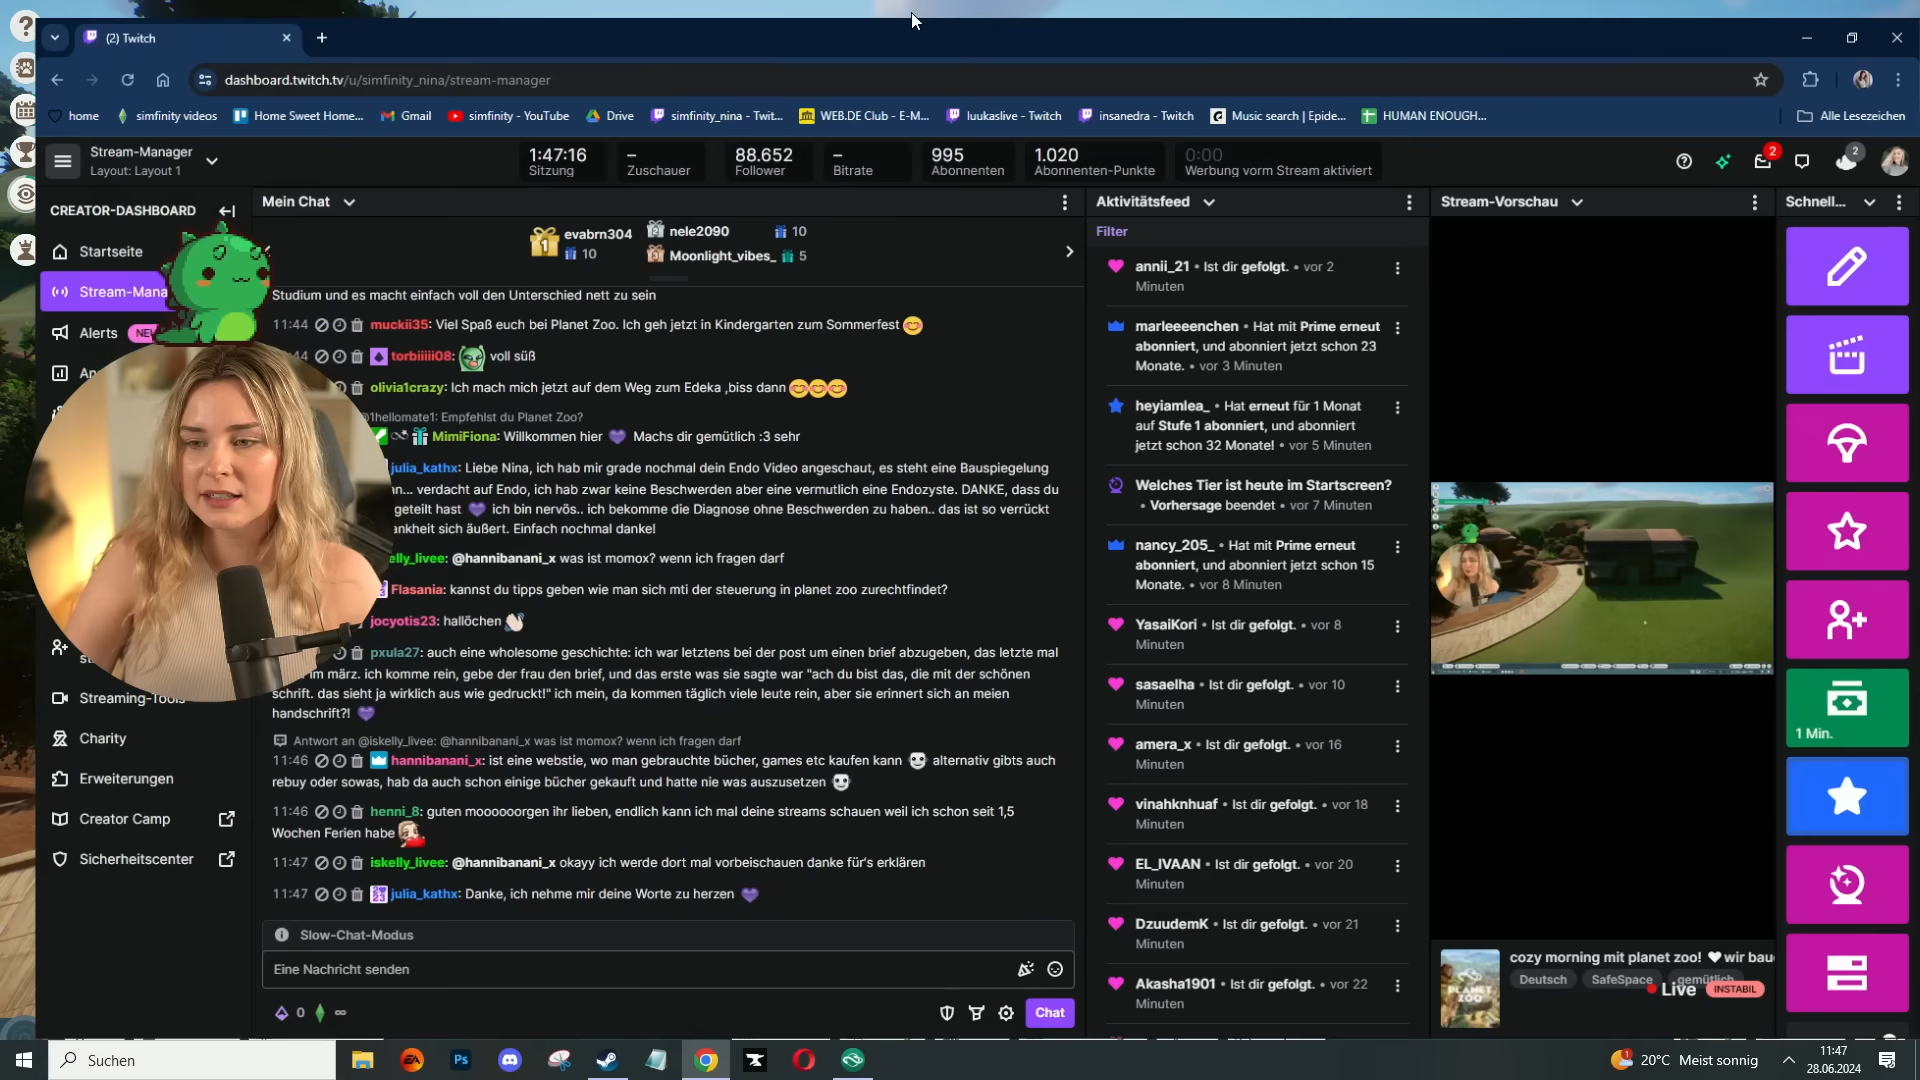 (2) Twitch
dashboard.twitch.tv/u/simfinity_nina/stream-manager
home
simfinity videos
Home Sweet Home...
Gmail
simfinity - YouTube
Drive
simfinity_nina - Twit...
WEB.DE Club - E-M...
luukaslive - Twitch
insanedra - Twitch
Music search | Epide...
HUMAN ENOUGH...
Alle Lesezeichen
Stream-Manager
Layout: Layout 1
1:47:16
Sitzung
–
Zuschauer
88.652
Follower
–
Bitrate
995
Abonnenten
1.020
Abonnenten-Punkte
0:00
Werbung vorm Stream aktiviert
2
2
CREATOR-DASHBOARD
Startseite
Stream-Mana
Alerts
Streaming-Tools
Charity
Erweiterungen
Creator Camp
Sicherheitscenter
Mein Chat
1
evabrn304
10
nele2090
10
Moonlight_vibes_
5
Studium und es macht einfach voll den Unterschied nett zu sein
11:44 muckii35: Viel Spaß euch bei Planet Zoo. Ich geh jetzt in Kindergarten zum Sommerfest
torbiiiii08: voll süß
olivia1crazy: Ich mach mich jetzt auf dem Weg zum Edeka ,biss dann
@1hellomate1: Empfehlst du Planet Zoo?
MimiFiona: Willkommen hier Machs dir gemütlich :3 sehr
julia_kathx: Liebe Nina, ich hab mir grade nochmal dein Endo Video angeschaut, es steht eine Bauspiegelung
an... verdacht auf Endo, ich hab zwar keine Beschwerden aber eine vermutlich eine Endozyste. DANKE, dass du
geteilt hast ich bin nervös.. ich bekomme die Diagnose ohne Beschwerden zu haben.. das ist so verrückt
ankheit sich äußert. Einfach nochmal danke!
elly_livee: @hannibanani_x was ist momox? wenn ich fragen darf
Flasania: kannst du tipps geben wie man sich mti der steuerung in planet zoo zurechtfindet?
jocyotis23: hallöchen
pxula27: auch eine wholesome geschichte: ich war letztens bei der post um einen brief abzugeben, das letzte mal
im märz. ich komme rein, gebe der frau den brief, und das erste was sie sagte war "ach du bist das, die mit der schönen
schrift. das sieht ja wirklich aus wie gedruckt!" ich mein, da kommen täglich viele leute rein, aber sie erinnert sich an meien
handschrift?!
Antwort an @iskelly_livee: @hannibanani_x was ist momox? wenn ich fragen darf
11:46 hannibanani_x: ist eine webstie, wo man gebrauchte bücher, games etc kaufen kann alternativ gibts auch
rebuy oder sowas, hab da auch schon einige bücher gekauft und hatte nie was auszusetzen
11:46 henni_8: guten moooooorgen ihr lieben, endlich kann ich mal deine streams schauen weil ich schon seit 1,5
Wochen Ferien habe
11:47 iskelly_livee: @hannibanani_x okayy ich werde dort mal vorbeischauen danke für's erklären
11:47 julia_kathx: Danke, ich nehme mir deine Worte zu herzen
Slow-Chat-Modus
Eine Nachricht senden
0
∞
Chat
Aktivitätsfeed
Filter
annii_21 • Ist dir gefolgt. • vor 2
Minuten
marleeeenchen • Hat mit Prime erneut
abonniert, und abonniert jetzt schon 23
Monate. • vor 3 Minuten
heyiamlea_ • Hat erneut für 1 Monat
auf Stufe 1 abonniert, und abonniert
jetzt schon 32 Monate! • vor 5 Minuten
Welches Tier ist heute im Startscreen?
• Vorhersage beendet • vor 7 Minuten
nancy_205_ • Hat mit Prime erneut
abonniert, und abonniert jetzt schon 15
Monate. • vor 8 Minuten
YasaiKori • Ist dir gefolgt. • vor 8
Minuten
sasaelha • Ist dir gefolgt. • vor 10
Minuten
amera_x • Ist dir gefolgt. • vor 16
Minuten
vinahknhuaf • Ist dir gefolgt. • vor 18
Minuten
EL_IVAAN • Ist dir gefolgt. • vor 20
Minuten
DzuudemK • Ist dir gefolgt. • vor 21
Minuten
Akasha1901 • Ist dir gefolgt. • vor 22
Minuten
Stream-Vorschau
PLANET
ZOO
cozy morning mit planet zoo! ♥ wir bau
Deutsch
SafeSpace
gemütlich
Live
INSTABIL
Schnell...
1 Min.
Suchen
20°C Meist sonnig
11:47
28.06.2024